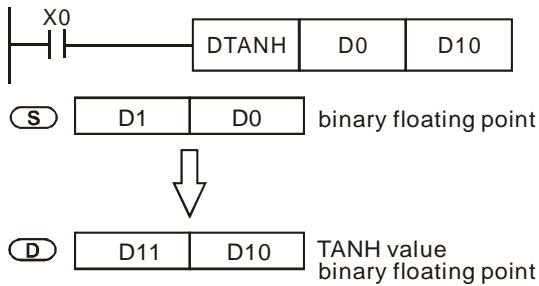 X0
DTANH D0 D10
S D1 D0 binary floating point
D D11 D10 TANH value
binary floating point